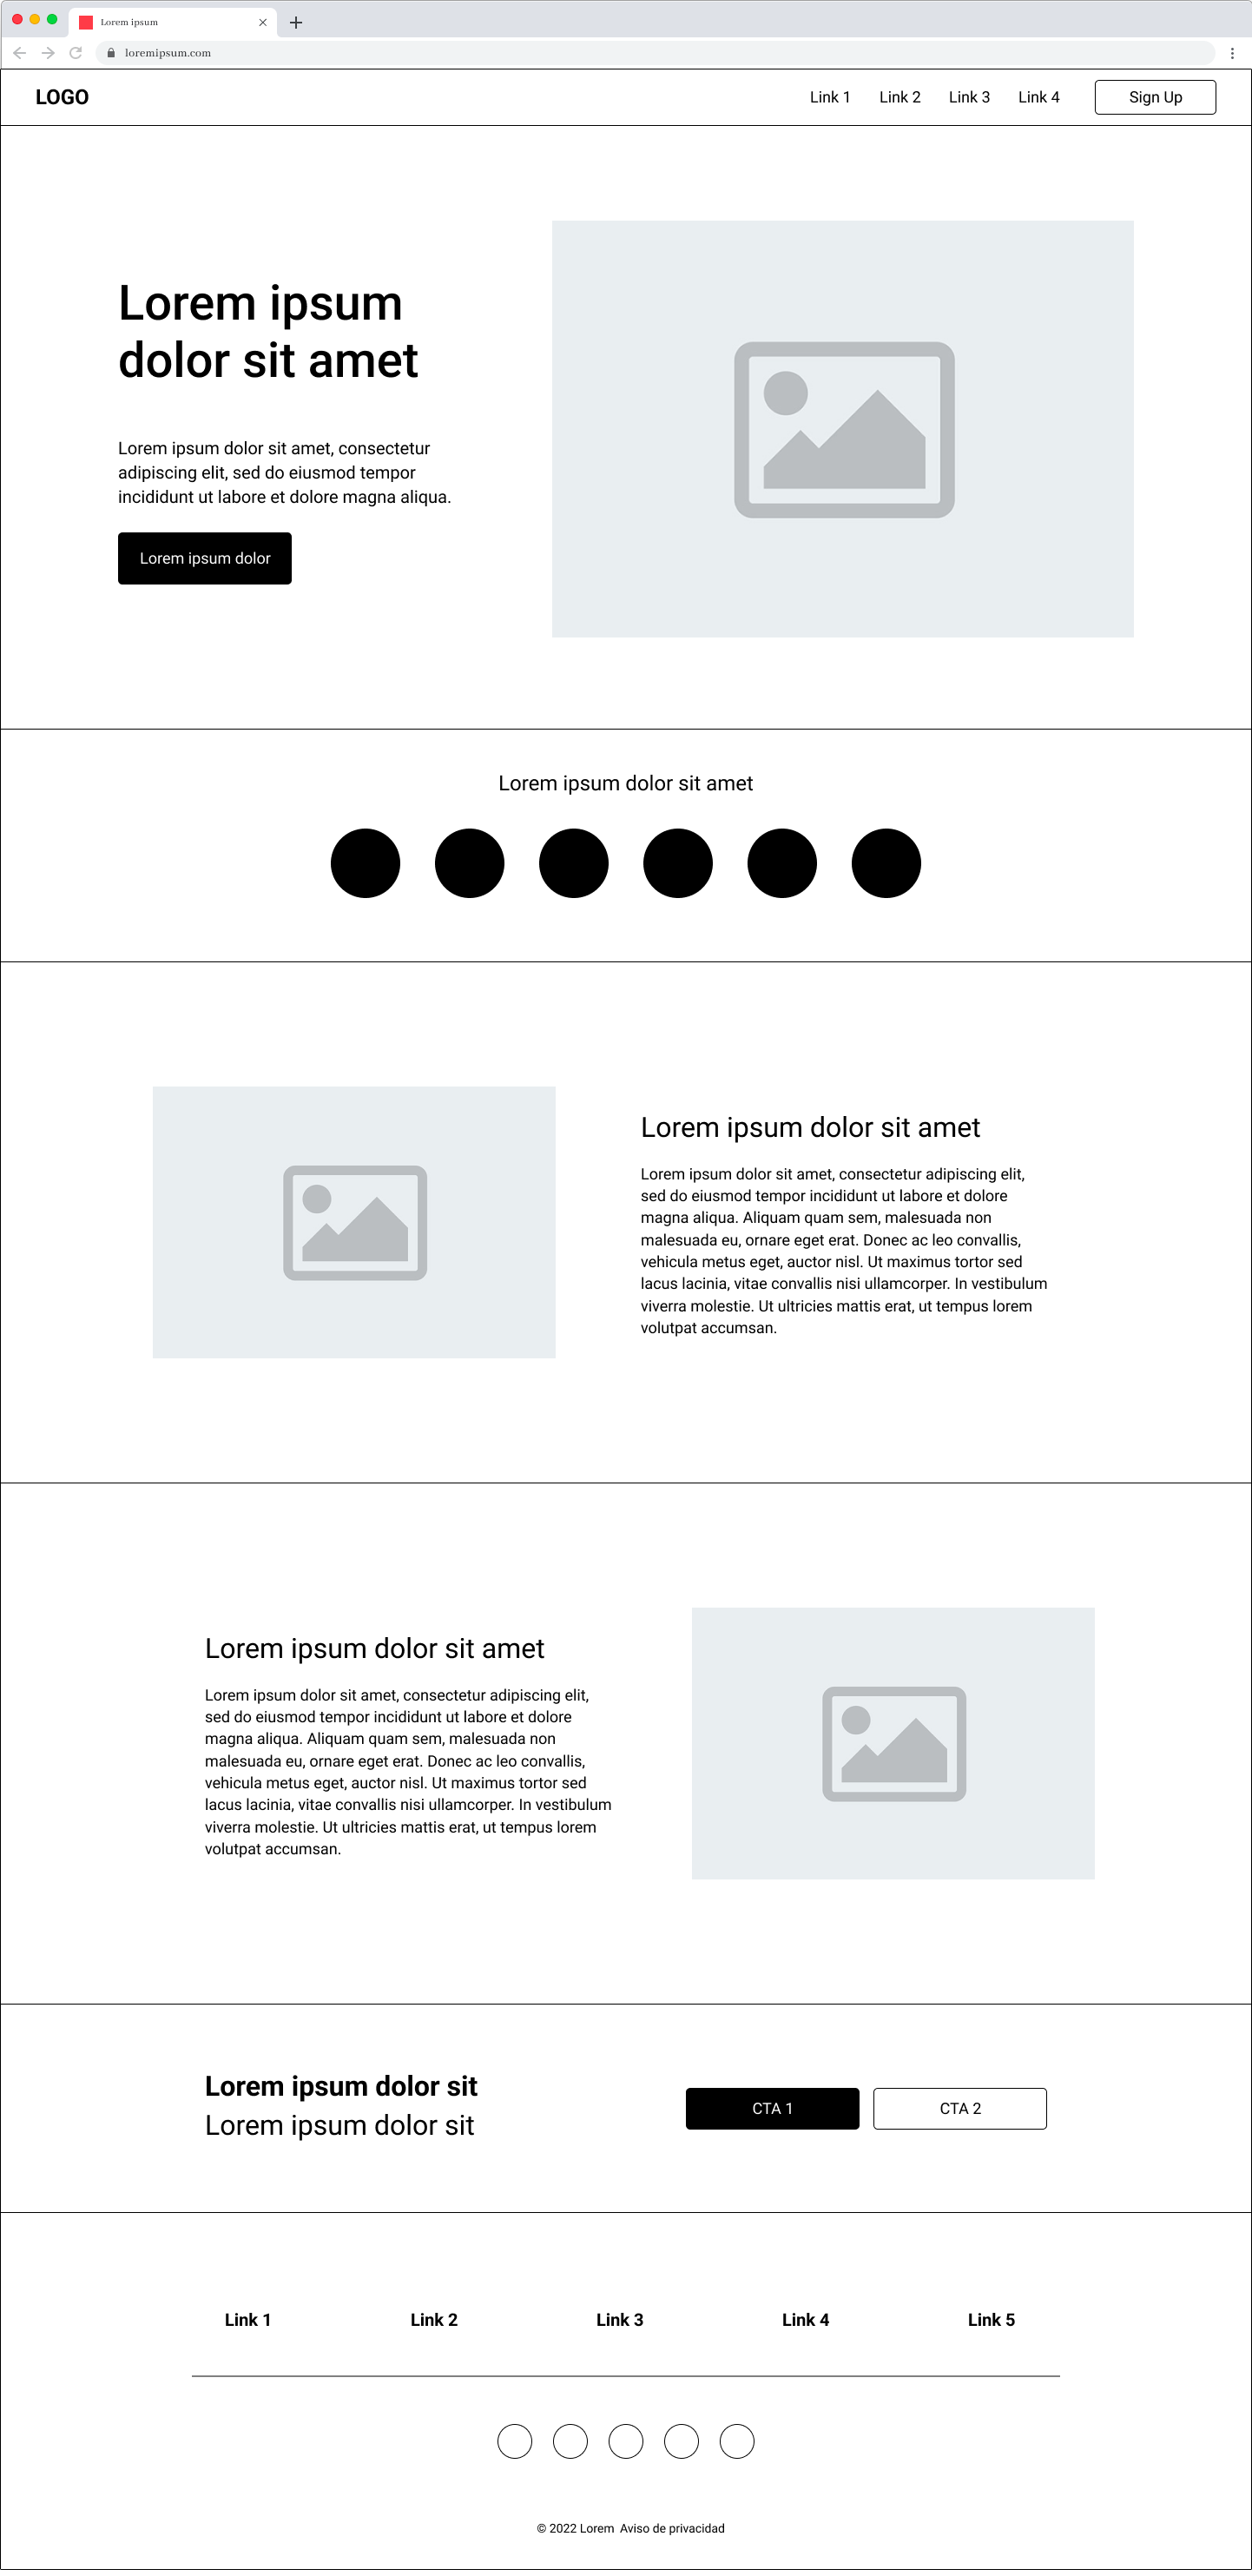 Lorem ipsum
loremipsum.com
LOGO
Link 1
Link 2
Link 3
Link 4
Sign Up
Lorem ipsum
dolor sit amet
Lorem ipsum dolor sit amet, consectetur
adipiscing elit, sed do eiusmod tempor
incididunt ut labore et dolore magna aliqua.
Lorem ipsum dolor
Lorem ipsum dolor sit amet
Lorem ipsum dolor sit amet
Lorem ipsum dolor sit amet, consectetur adipiscing elit,
sed do eiusmod tempor incididunt ut labore et dolore
magna aliqua. Aliquam quam sem, malesuada non
malesuada eu, ornare eget erat. Donec ac leo convallis,
vehicula metus eget, auctor nisl. Ut maximus tortor sed
lacus lacinia, vitae convallis nisi ullamcorper. In vestibulum
viverra molestie. Ut ultricies mattis erat, ut tempus lorem
volutpat accumsan.
Lorem ipsum dolor sit amet
Lorem ipsum dolor sit amet, consectetur adipiscing elit,
sed do eiusmod tempor incididunt ut labore et dolore
magna aliqua. Aliquam quam sem, malesuada non
malesuada eu, ornare eget erat. Donec ac leo convallis,
vehicula metus eget, auctor nisl. Ut maximus tortor sed
lacus lacinia, vitae convallis nisi ullamcorper. In vestibulum
viverra molestie. Ut ultricies mattis erat, ut tempus lorem
volutpat accumsan.
Lorem ipsum dolor sit
Lorem ipsum dolor sit
CTA 1
CTA 2
Link 1
Link 2
Link 3
Link 4
Link 5
© 2022 Lorem  Aviso de privacidad